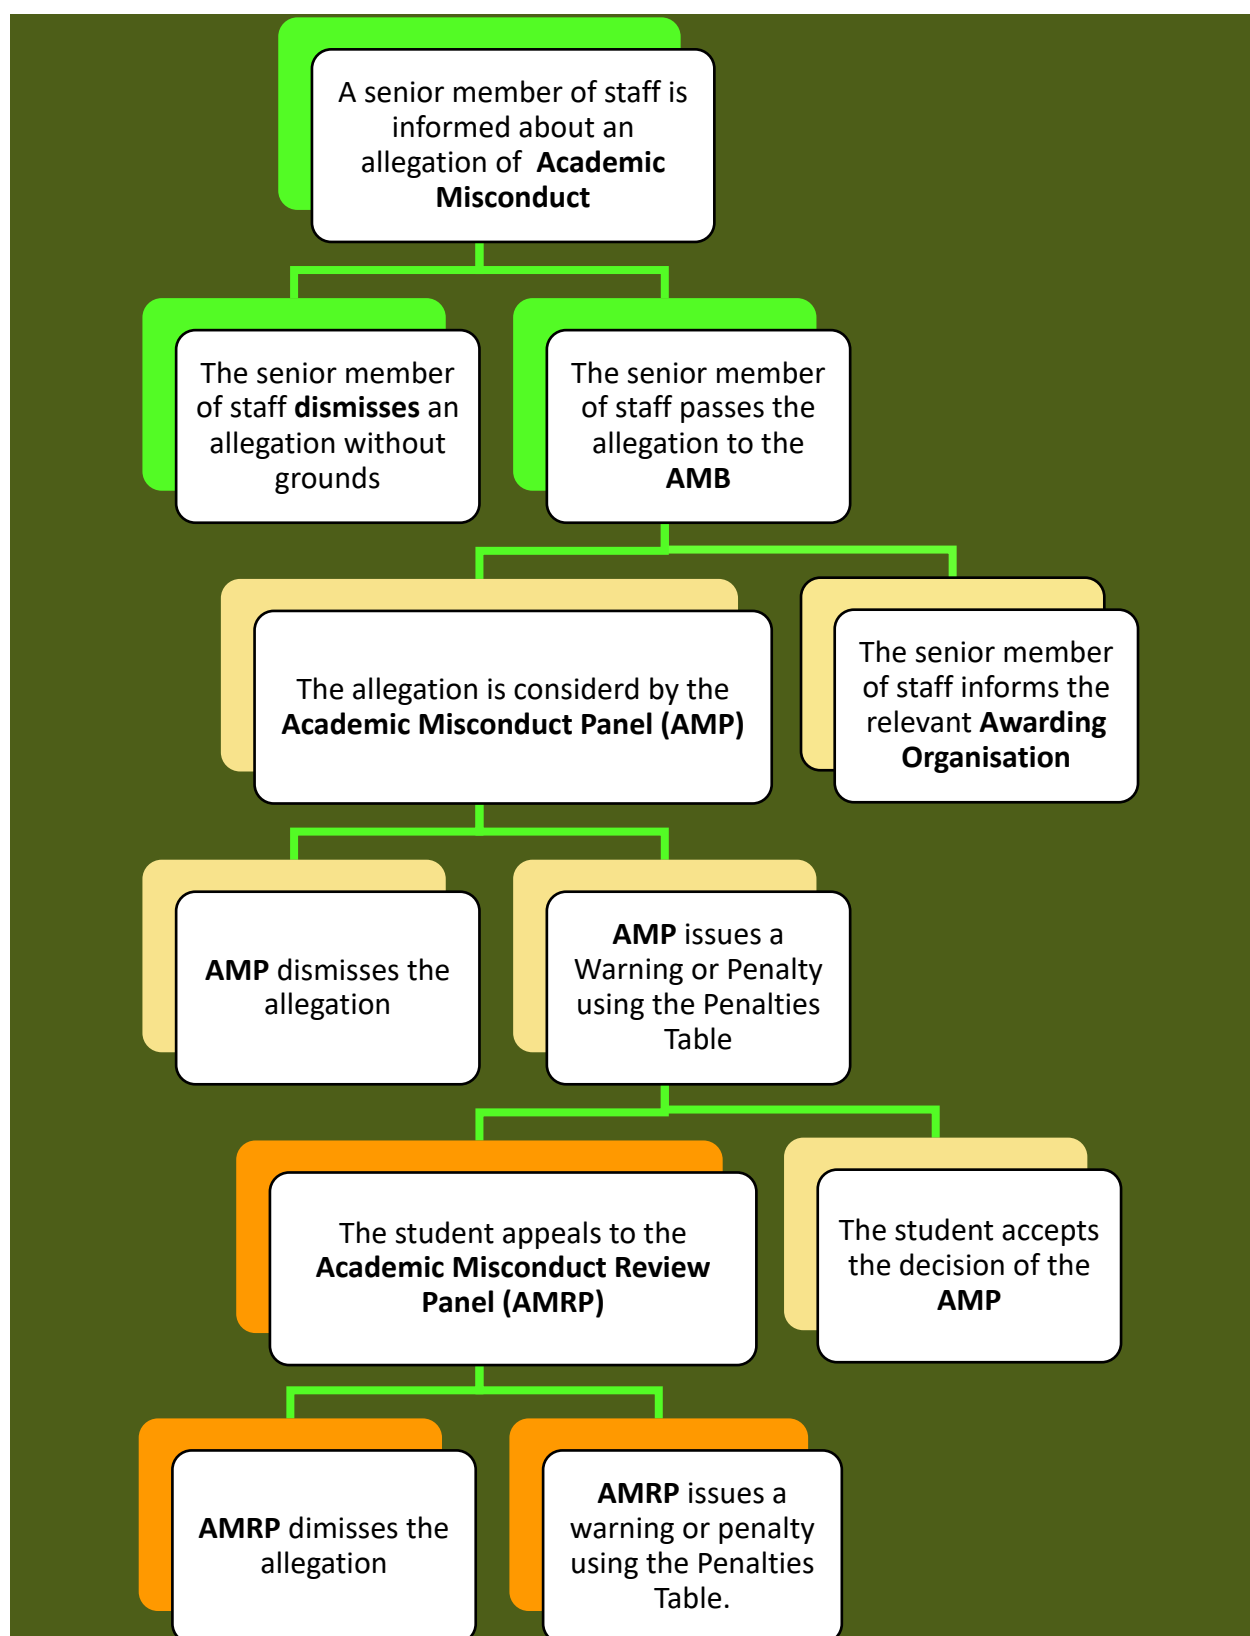 A senior member of staff is
informed about an
allegation of Academic
Misconduct
The senior member
of staff dismisses an
allegation without
grounds
The senior member
of staff passes the
allegation to the
AMB
The allegation is considerd by the
Academic Misconduct Panel (AMP)
The senior member
of staff informs the
relevant Awarding
Organisation
AMP dismisses the
allegation
AMP issues a
Warning or Penalty
using the Penalties
Table
The student appeals to the
Academic Misconduct Review
Panel (AMRP)
The student accepts
the decision of the
AMP
AMRP dimisses the
allegation
AMRP issues a
warning or penalty
using the Penalties
Table.